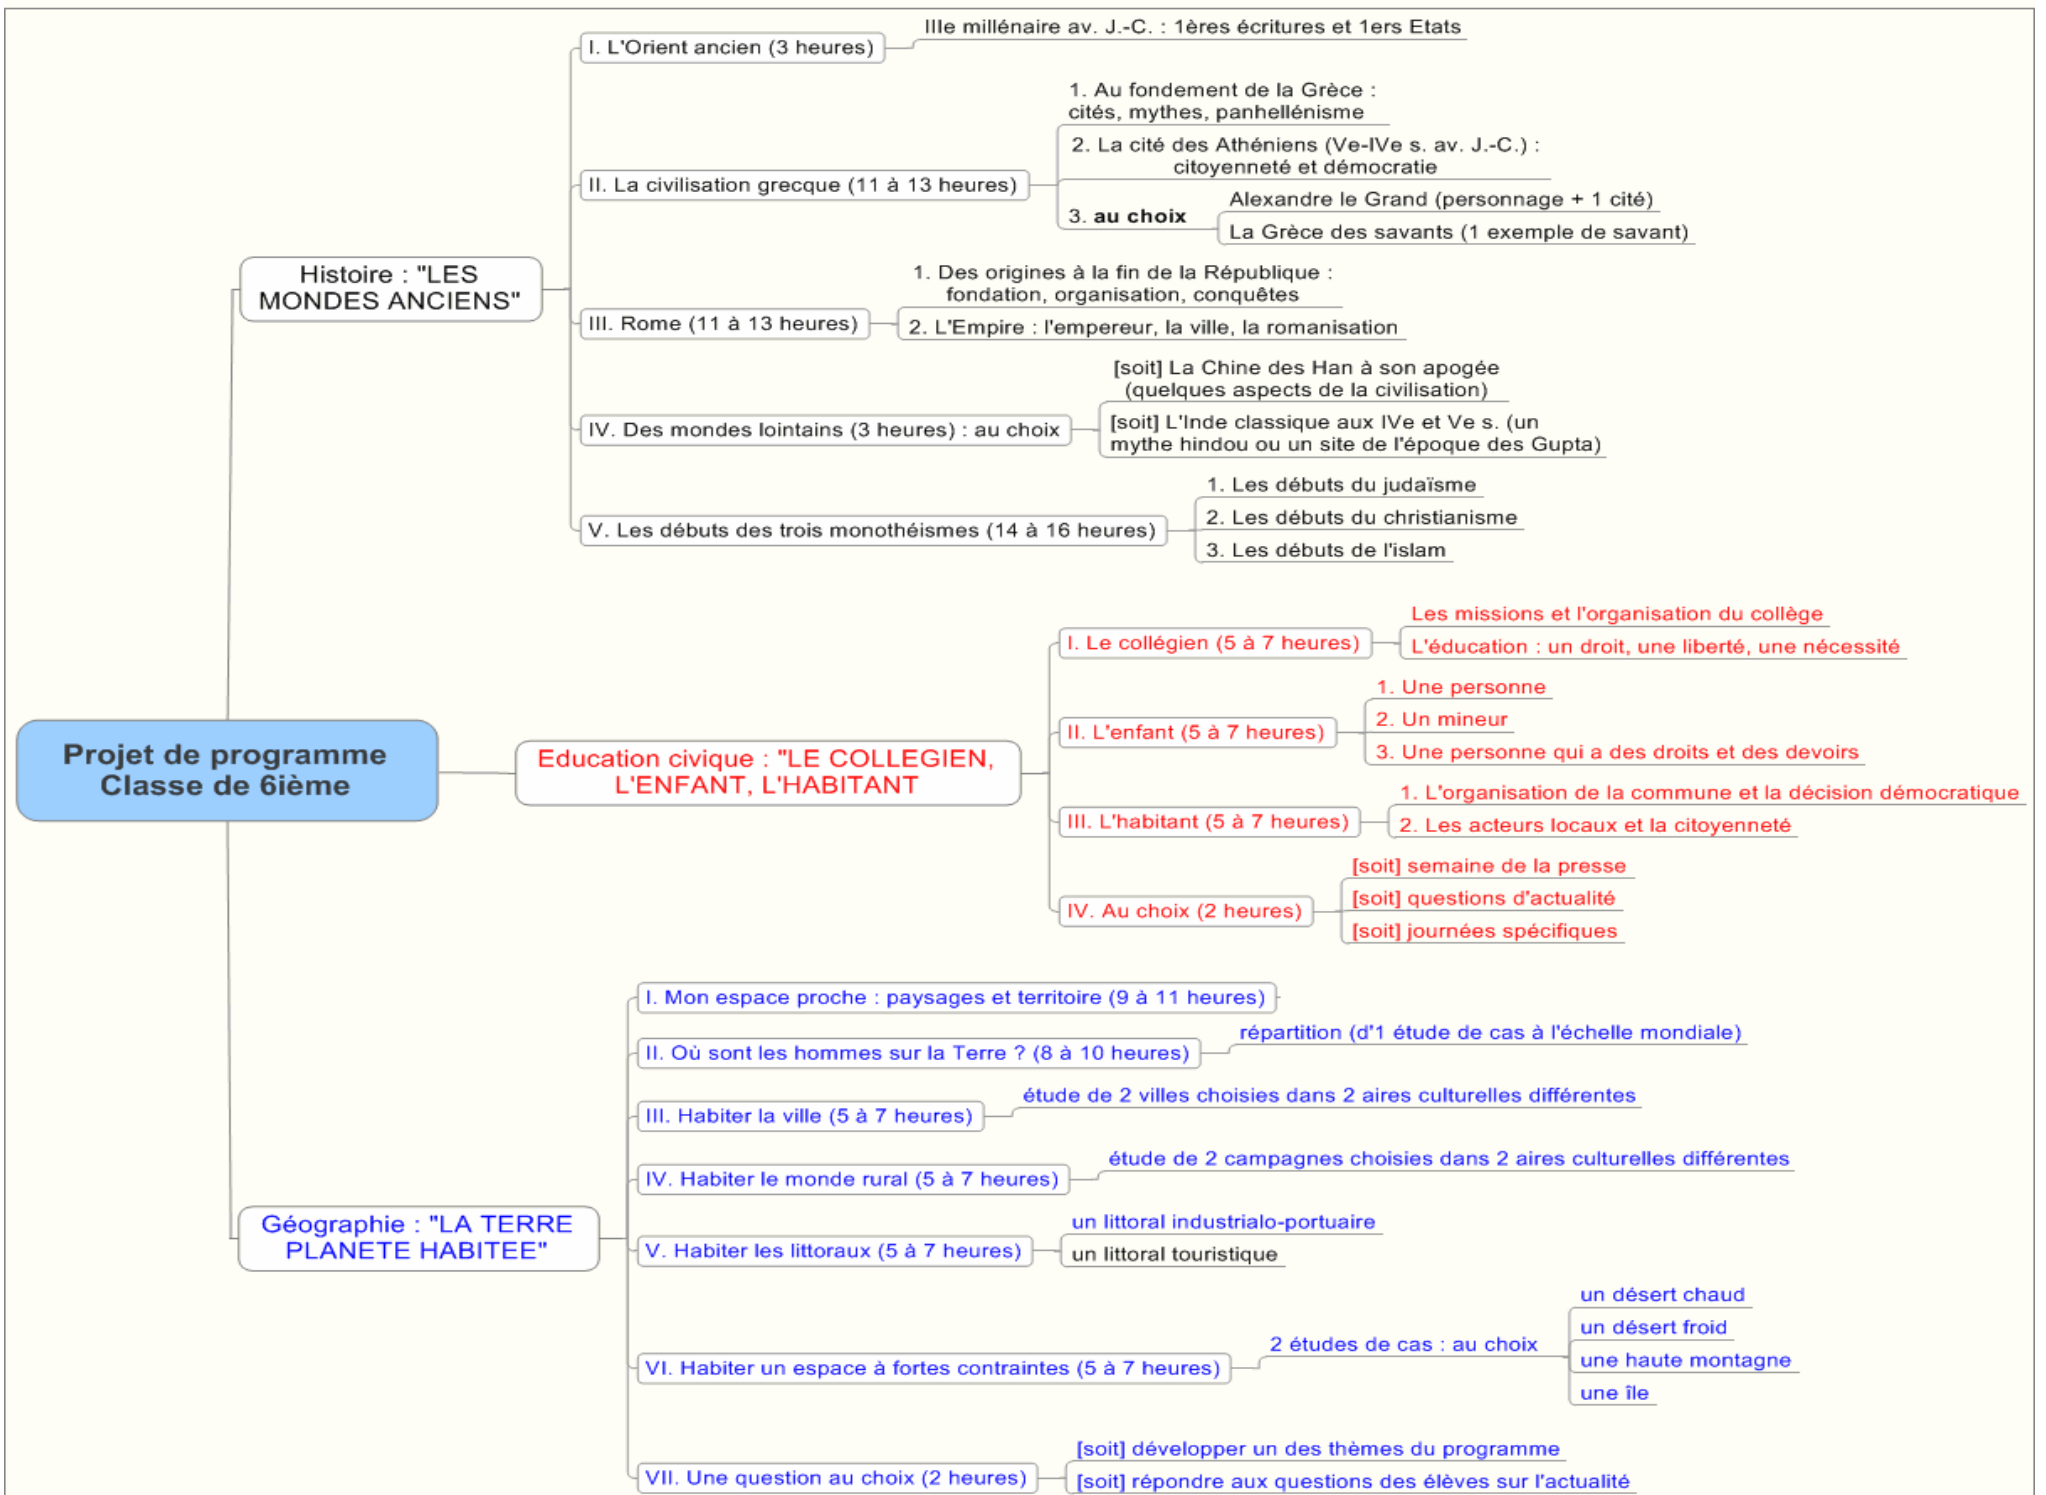 Projet de programme
Classe de 6ième
Histoire : "LES
MONDES ANCIENS"
I. L'Orient ancien (3 heures)
IIIe millénaire av. J.-C. : 1ères écritures et 1ers Etats
II. La civilisation grecque (11 à 13 heures)
1. Au fondement de la Grèce :
cités, mythes, panhellénisme
2. La cité des Athéniens (Ve-IVe s. av. J.-C.) :
citoyenneté et démocratie
3. au choix
Alexandre le Grand (personnage + 1 cité)
La Grèce des savants (1 exemple de savant)
III. Rome (11 à 13 heures)
1. Des origines à la fin de la République :
fondation, organisation, conquêtes
2. L'Empire : l'empereur, la ville, la romanisation
IV. Des mondes lointains (3 heures) : au choix
[soit] La Chine des Han à son apogée
(quelques aspects de la civilisation)
[soit] L'Inde classique aux IVe et Ve s. (un
mythe hindou ou un site de l'époque des Gupta)
V. Les débuts des trois monothéismes (14 à 16 heures)
1. Les débuts du judaïsme
2. Les débuts du christianisme
3. Les débuts de l'islam
Education civique : "LE COLLEGIEN,
L'ENFANT, L'HABITANT
I. Le collégien (5 à 7 heures)
Les missions et l'organisation du collège
L'éducation : un droit, une liberté, une nécessité
II. L'enfant (5 à 7 heures)
1. Une personne
2. Un mineur
3. Une personne qui a des droits et des devoirs
III. L'habitant (5 à 7 heures)
1. L'organisation de la commune et la décision démocratique
2. Les acteurs locaux et la citoyenneté
IV. Au choix (2 heures)
[soit] semaine de la presse
[soit] questions d'actualité
[soit] journées spécifiques
Géographie : "LA TERRE
PLANETE HABITEE"
I. Mon espace proche : paysages et territoire (9 à 11 heures)
II. Où sont les hommes sur la Terre ? (8 à 10 heures)
répartition (d'1 étude de cas à l'échelle mondiale)
III. Habiter la ville (5 à 7 heures)
étude de 2 villes choisies dans 2 aires culturelles différentes
IV. Habiter le monde rural (5 à 7 heures)
étude de 2 campagnes choisies dans 2 aires culturelles différentes
V. Habiter les littoraux (5 à 7 heures)
un littoral industrialo-portuaire
un littoral touristique
VI. Habiter un espace à fortes contraintes (5 à 7 heures)
2 études de cas : au choix
un désert chaud
un désert froid
une haute montagne
une île
VII. Une question au choix (2 heures)
[soit] développer un des thèmes du programme
[soit] répondre aux questions des élèves sur l'actualité